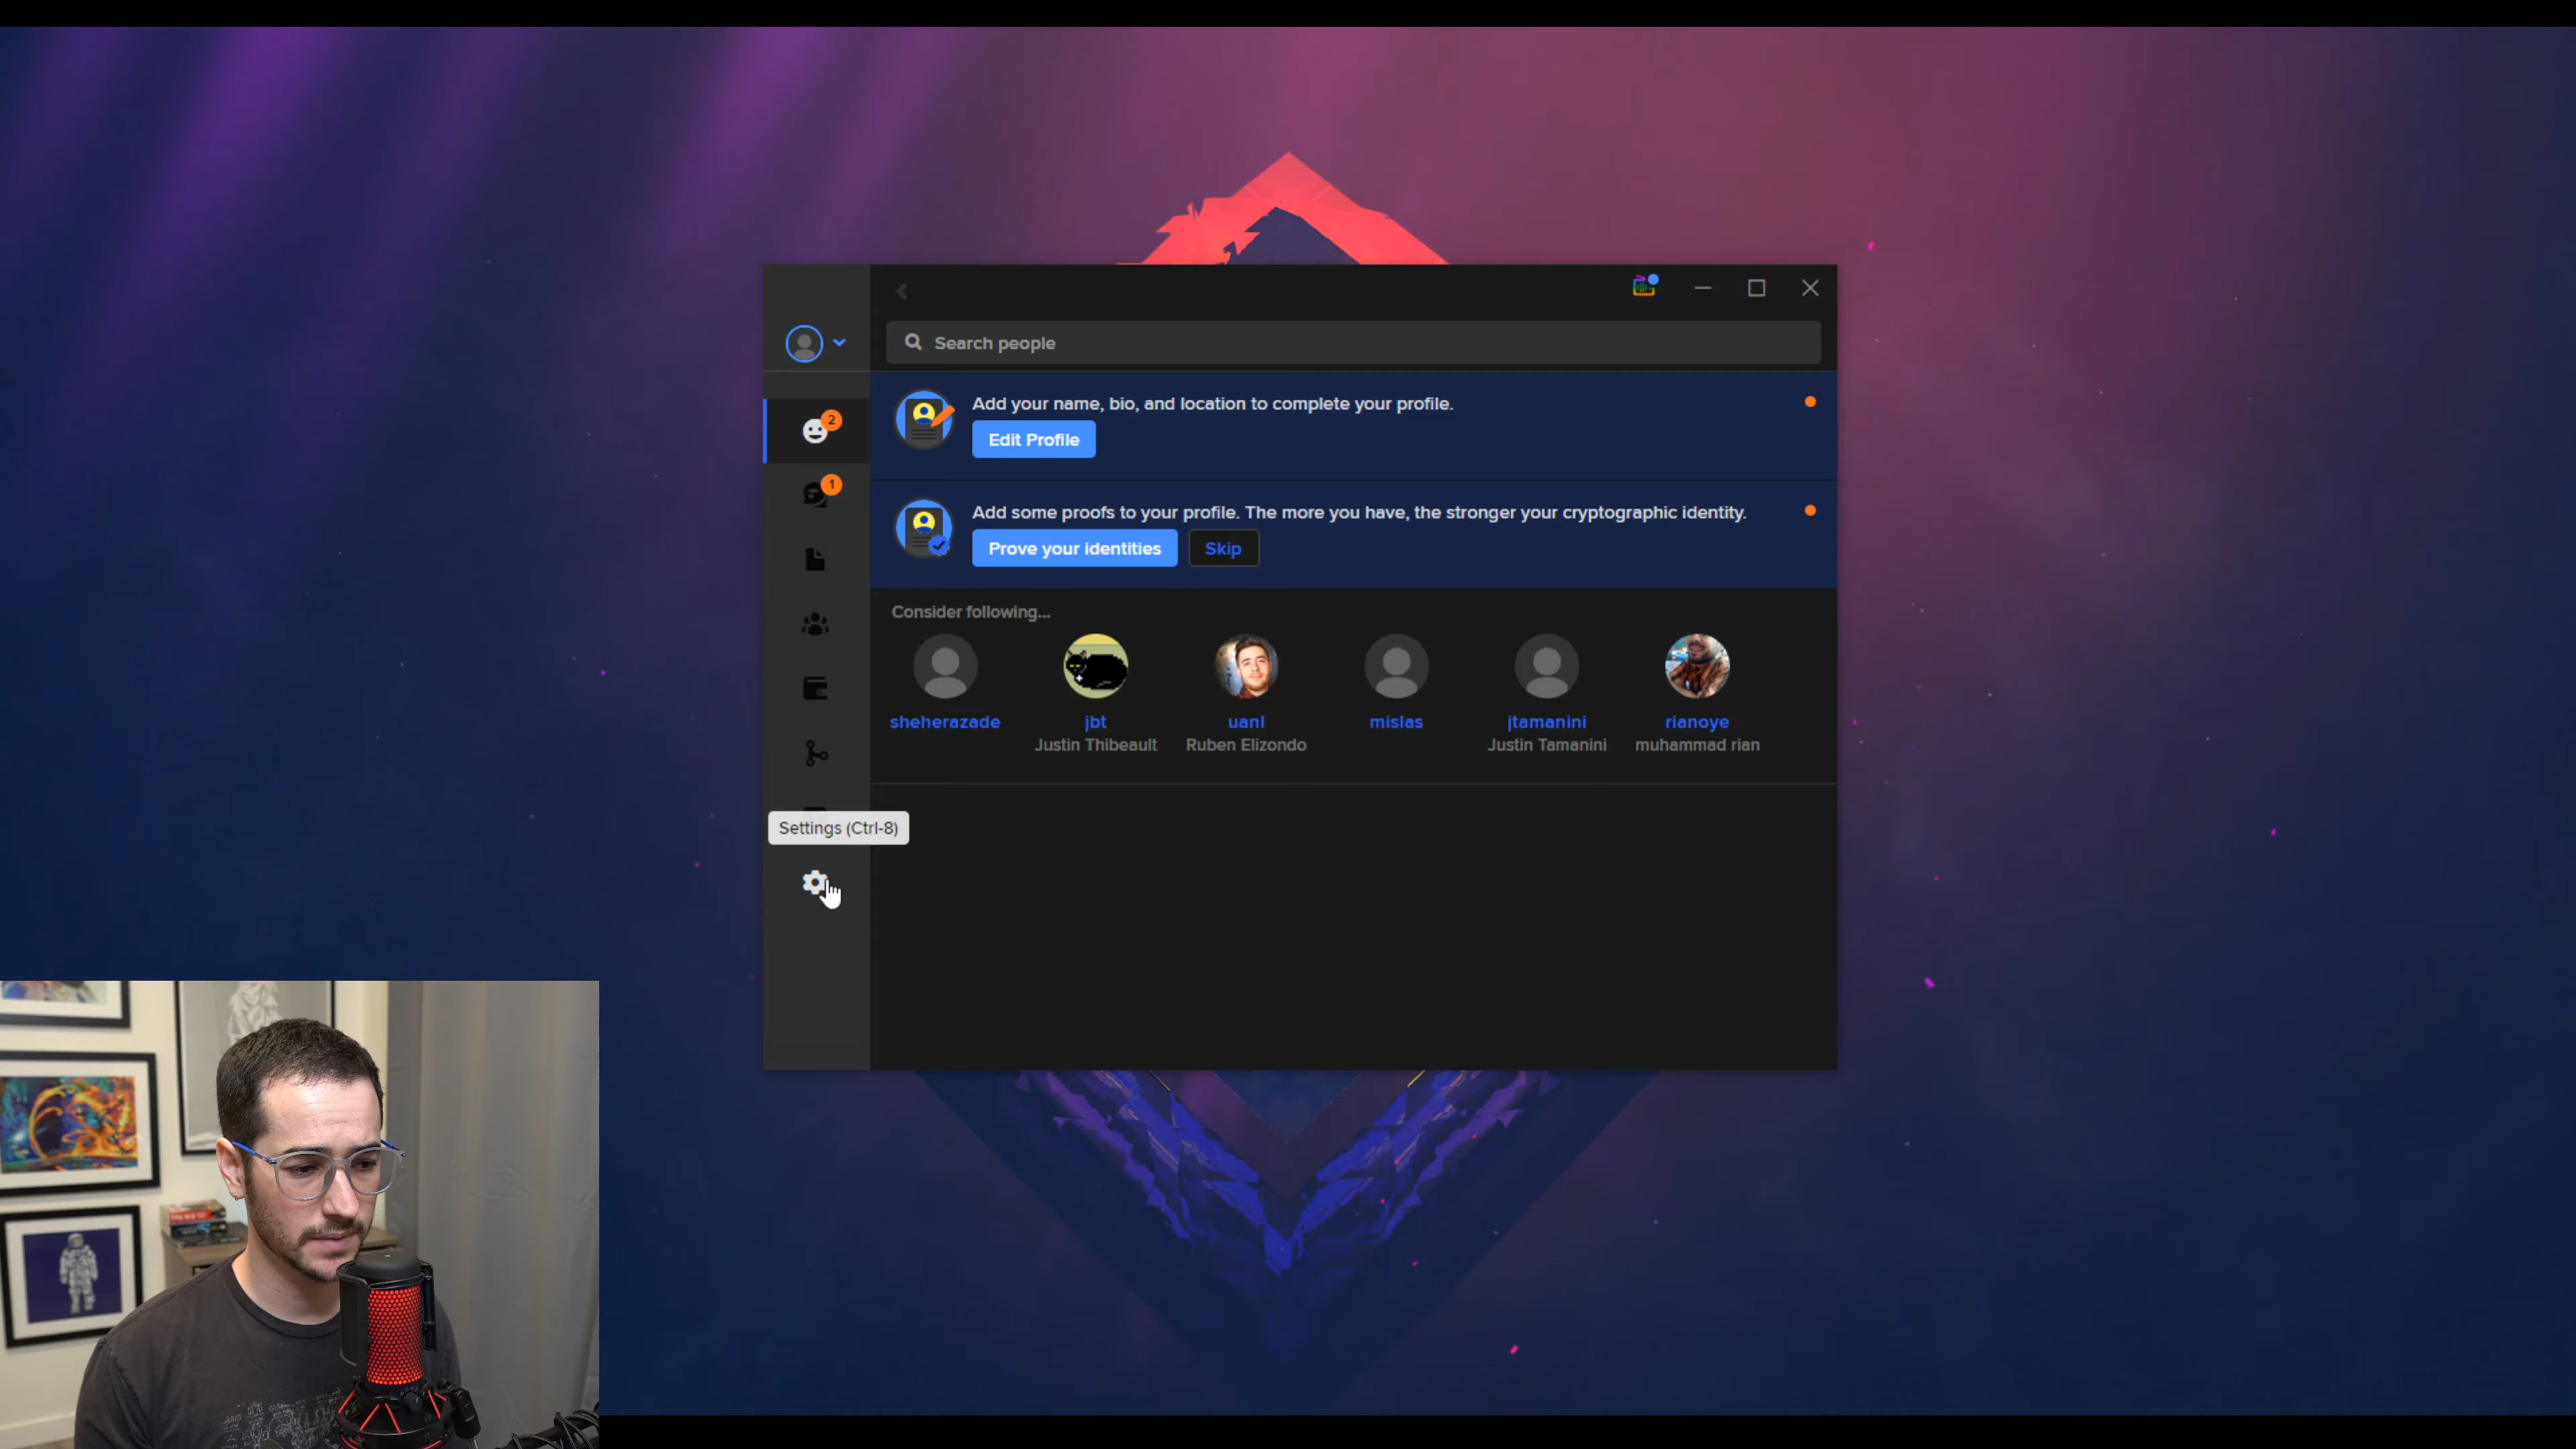 Search people
Add your name, bio, and location to complete your profile.
Edit Profile
2
1
Add some proofs to your profile. The more you have, the stronger your cryptographic identity.
Prove your identities Skip
Consider following...
sheherazade jbt uanl mislas jtamanini rianoye
Justin Thibeault Ruben Elizondo Justin Tamanini muhammad rian
Settings (Ctrl-8)